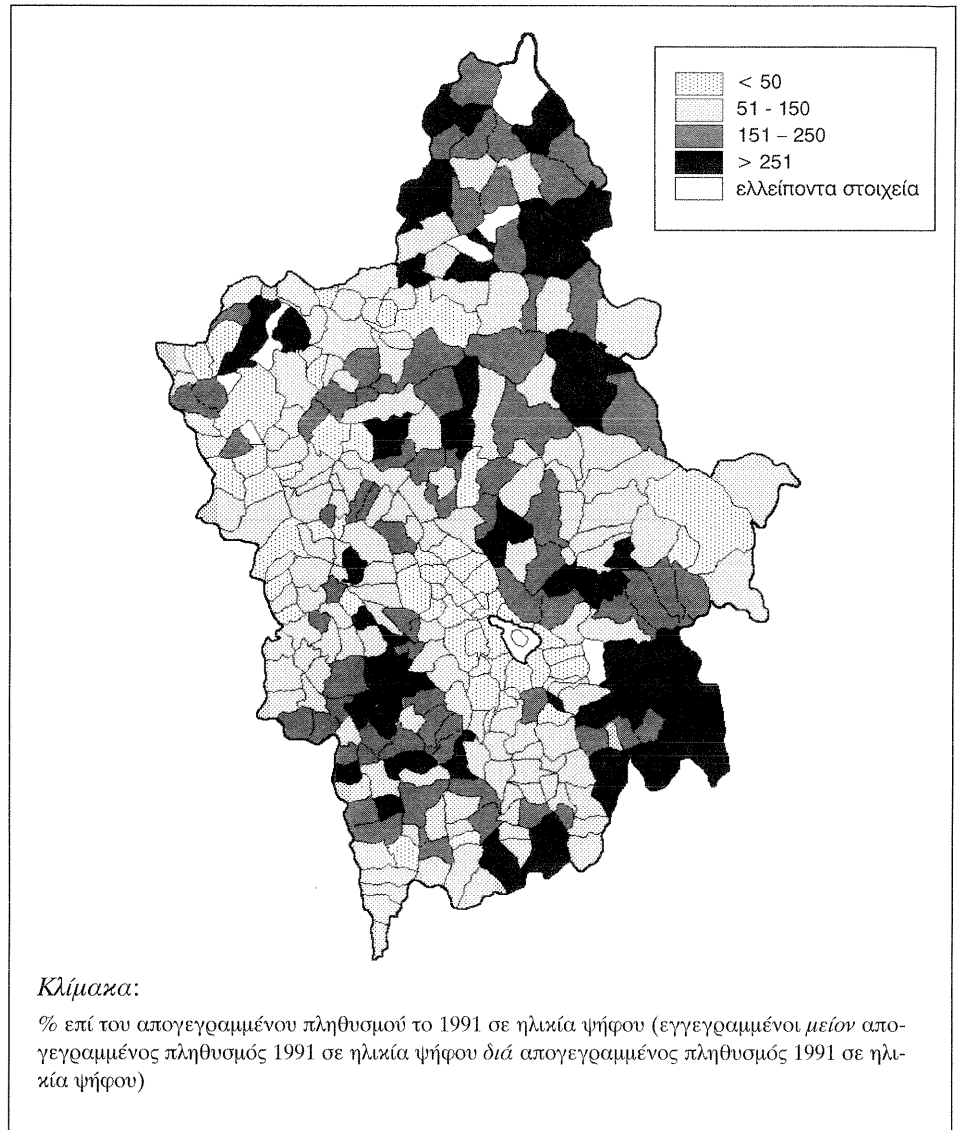 < 50
51 - 150
151 – 250
> 251
ελλείποντα στοιχεία
Κλίμακα:
% επί του απογεγραμμένου πληθυσμού το 1991 σε ηλικία ψήφου (εγγεγραμμένοι μείον απο-
γεγραμμένος πληθυσμός 1991 σε ηλικία ψήφου διά απογεγραμμένος πληθυσμός 1991 σε ηλι-
κία ψήφου)